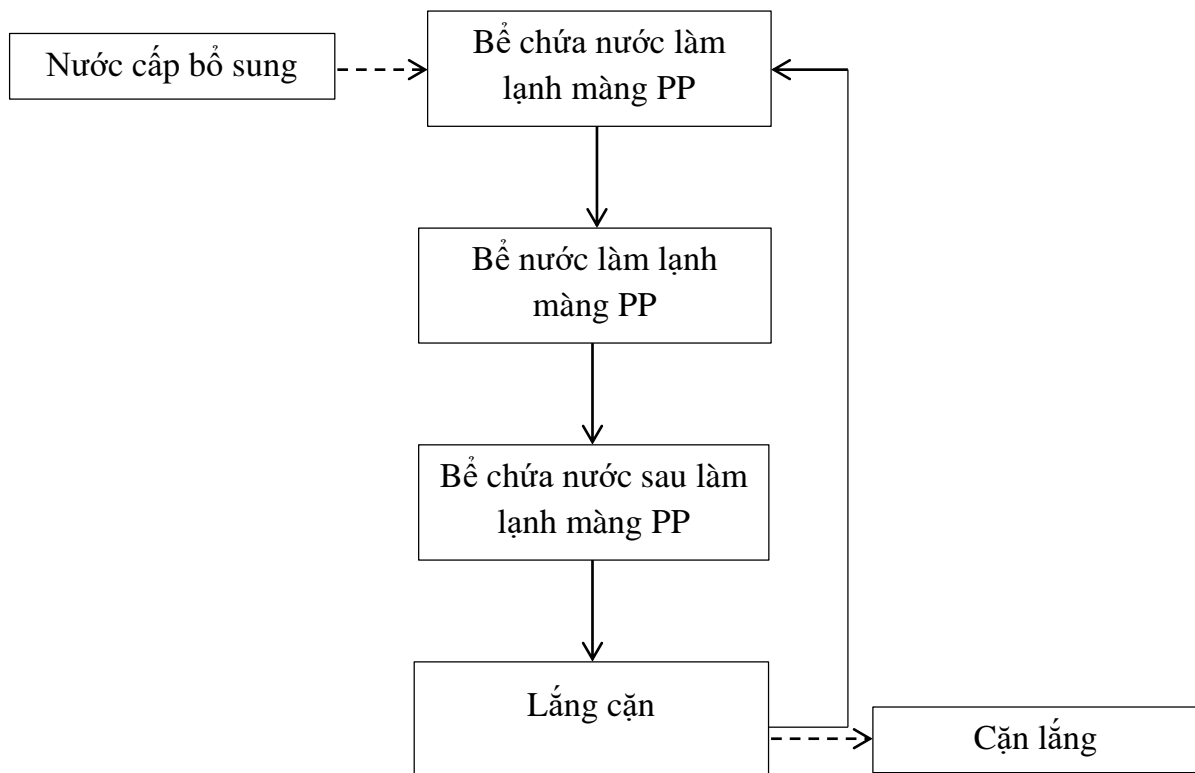 Bể chứa nước làm
lạnh màng PP
Nước cấp bổ sung
Bể nước làm lạnh
màng PP
Bể chứa nước sau làm
lạnh màng PP
Lắng cặn
Cặn lắng